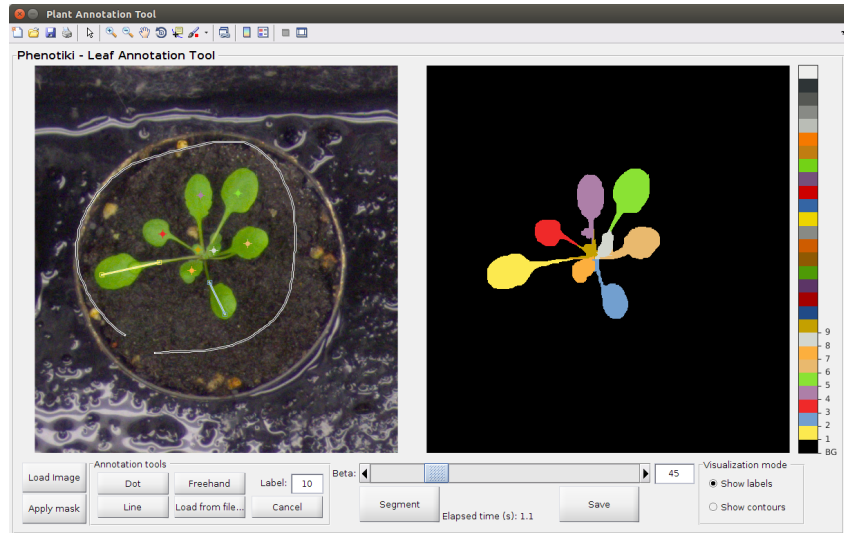 Plant Annotation Tool
Phenotiki - Leaf Annotation Tool
9
8
7
6
5
4
3
2
1
BG
Load Image
Apply mask
Annotation tools
Dot
Freehand
Label: 10
Line
Load from file...
Cancel
Beta:
45
Segment
Elapsed time (s): 1.1
Save
Visualization mode
Show labels
Show contours